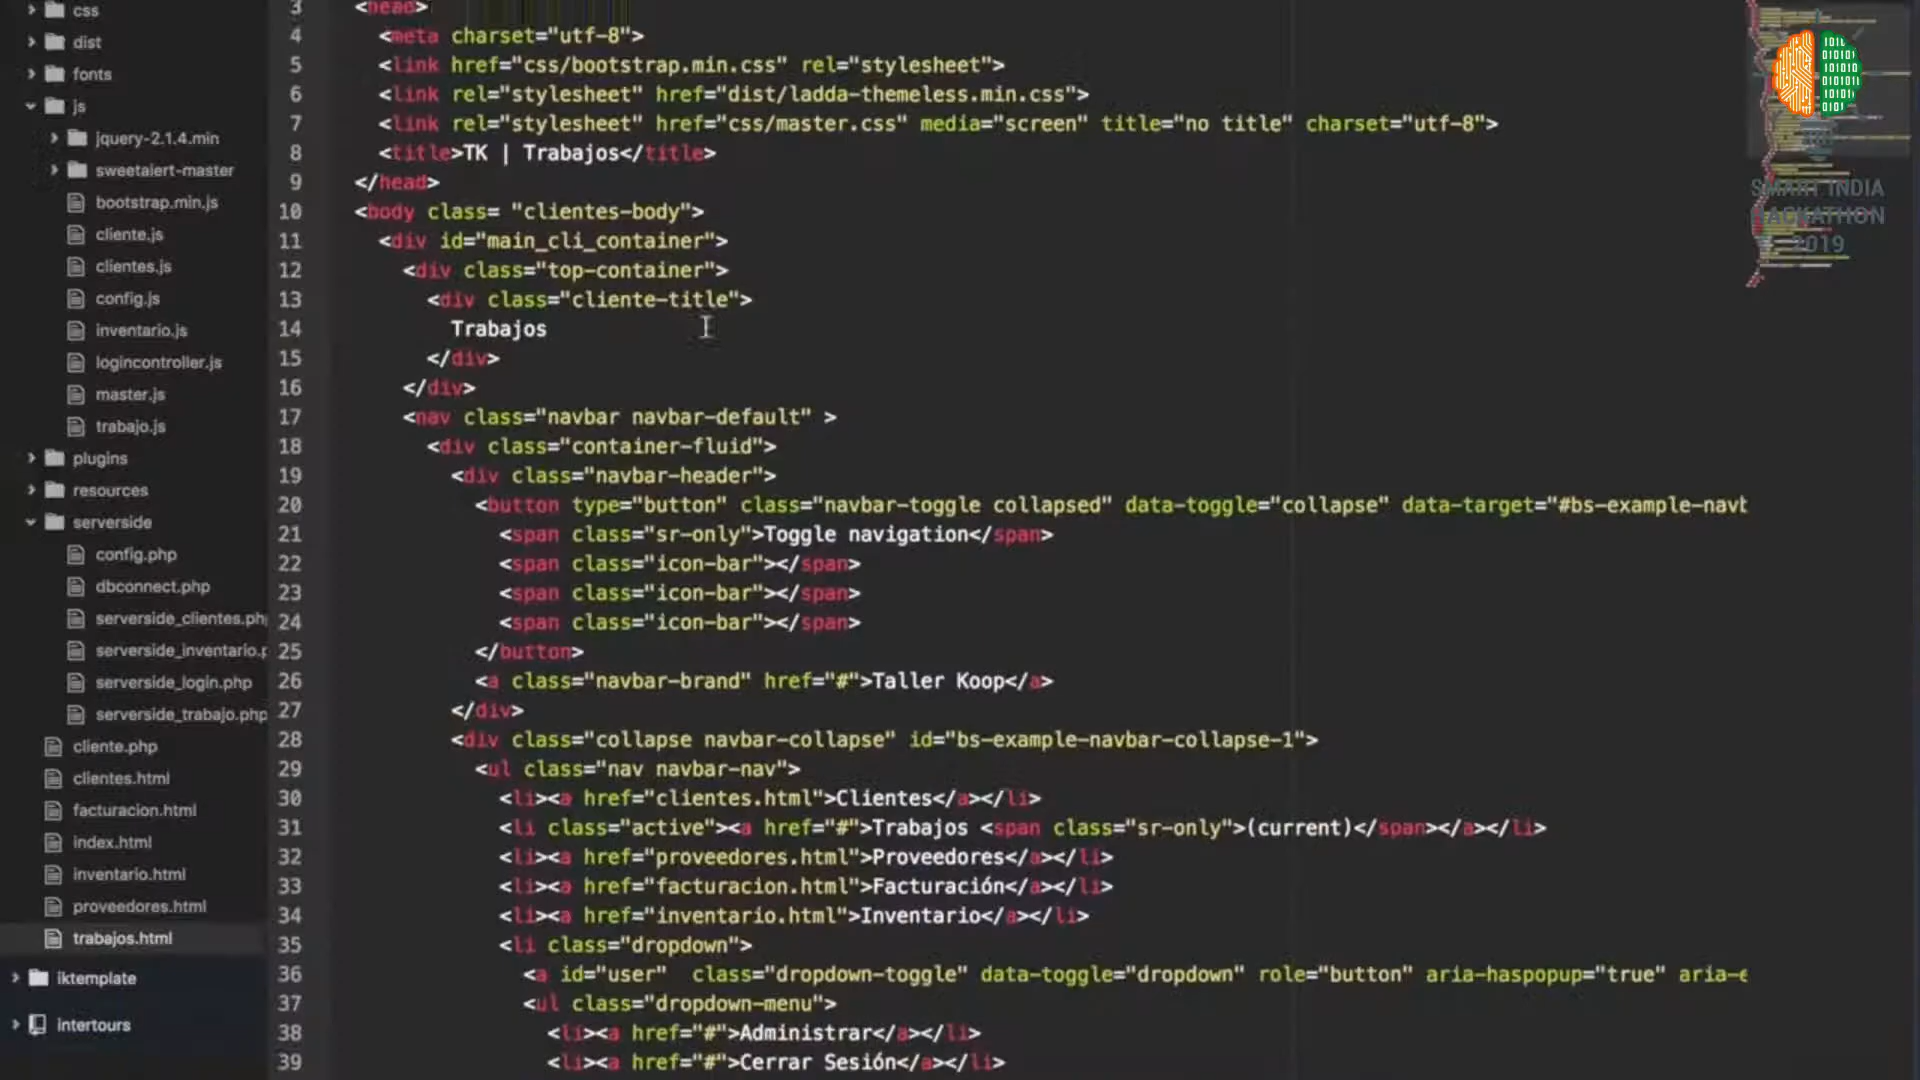 css
dist
fonts
js
jquery-2.1.4.min
sweetalert-master
bootstrap.min.js
cliente.js
clientes.js
config.js
inventario.js
logincontroller.js
master.js
trabajo.js
plugins
resources
serverside
config.php
dbconnect.php
serverside_clientes.ph
serverside_inventario.p
serverside_login.php
serverside_trabajo.php
cliente.php
clientes.html
facturacion.html
index.html
inventario.html
proveedores.html
trabajos.html
iktemplate
intertours
3 <head>
4 <meta charset="utf-8">
5 <link href="css/bootstrap.min.css" rel="stylesheet">
6 <link rel="stylesheet" href="dist/ladda-themeless.min.css">
7 <link rel="stylesheet" href="css/master.css" media="screen" title="no title" charset="utf-8">
8 <title>TK | Trabajos</title>
9 </head>
10 <body class= "clientes-body">
11 <div id="main_cli_container">
12 <div class="top-container">
13 <div class="cliente-title">
14 Trabajos
15 </div>
16 </div>
17 <nav class="navbar navbar-default" >
18 <div class="container-fluid">
19 <div class="navbar-header">
20 <button type="button" class="navbar-toggle collapsed" data-toggle="collapse" data-target="#bs-example-navb
21 <span class="sr-only">Toggle navigation</span>
22 <span class="icon-bar"></span>
23 <span class="icon-bar"></span>
24 <span class="icon-bar"></span>
25 </button>
26 <a class="navbar-brand" href="#">Taller Koop</a>
27 </div>
28 <div class="collapse navbar-collapse" id="bs-example-navbar-collapse-1">
29 <ul class="nav navbar-nav">
30 <li><a href="clientes.html">Clientes</a></li>
31 <li class="active"><a href="#">Trabajos <span class="sr-only">(current)</span></a></li>
32 <li><a href="proveedores.html">Proveedores</a></li>
33 <li><a href="facturacion.html">Facturación</a></li>
34 <li><a href="inventario.html">Inventario</a></li>
35 <li class="dropdown">
36 <a id="user" class="dropdown-toggle" data-toggle="dropdown" role="button" aria-haspopup="true" aria-e
37 <ul class="dropdown-menu">
38 <li><a href="#">Administrar</a></li>
39 <li><a href="#">Cerrar Sesión</a></li>
SMART INDIA
HACKATHON
2019